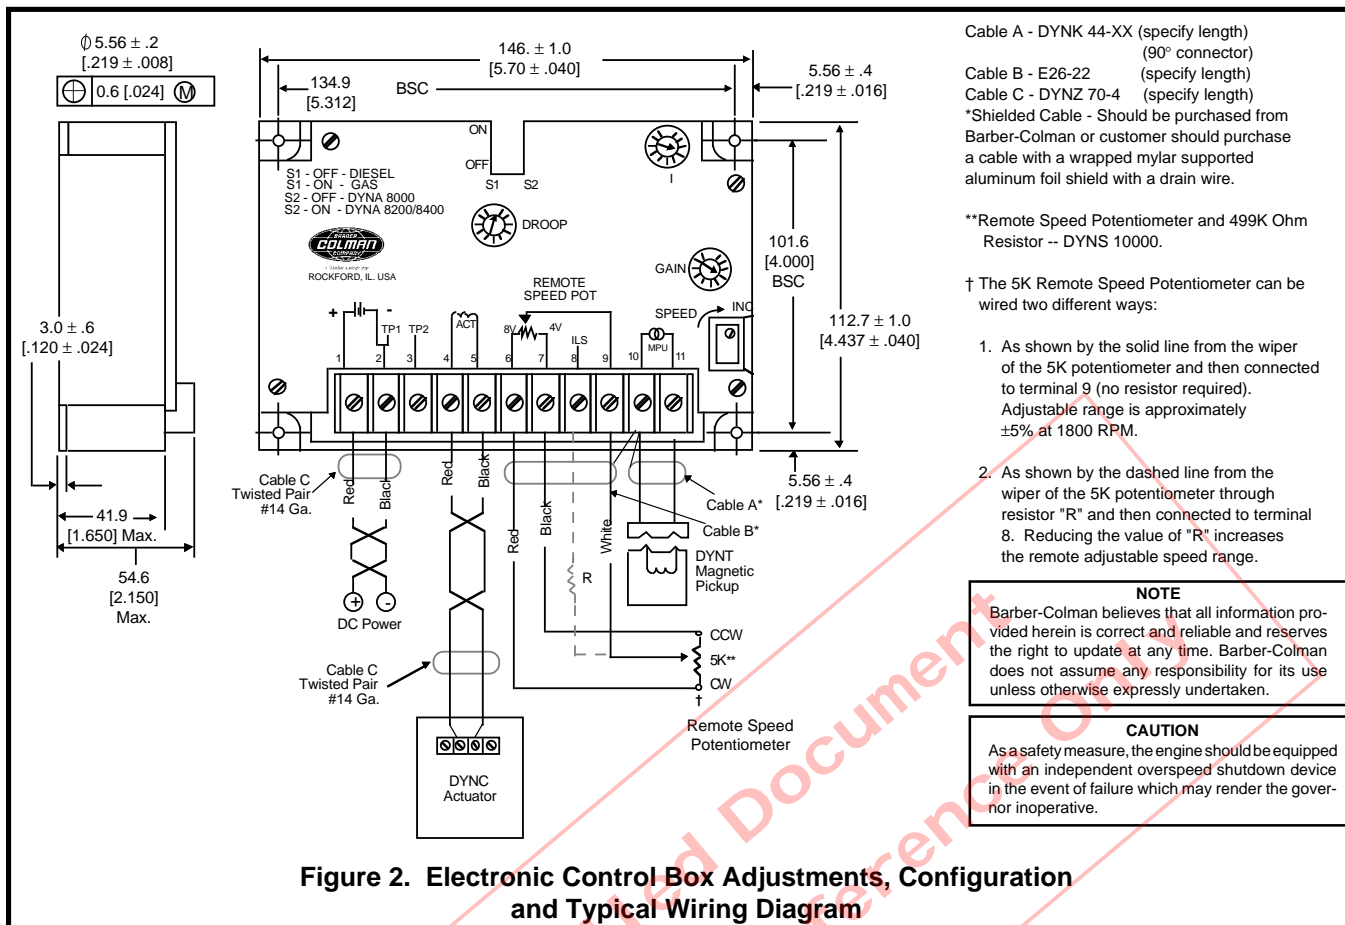 ⌀ 5.56 ± .2
[.219 ± .008]
0.6 [.024] Ⓜ
3.0 ± .6
[.120 ± .024]
41.9
[1.650] Max.
54.6
[2.150]
Max.
146. ± 1.0
[5.70 ± .040]
134.9
[5.312]
BSC
5.56 ± .4
[.219 ± .016]
ON
OFF
S1
S2
S1 - OFF - DIESEL
S1 - ON - GAS
S2 - OFF - DYNA 8000
S2 - ON - DYNA 8200/8400
BARBER
COLMAN
COMPANY
ROCKFORD, IL. USA
I
DROOP
GAIN
SPEED
INC
101.6
[4.000]
BSC
112.7 ± 1.0
[4.437 ± .040]
REMOTE
SPEED POT
+
-
TP1
TP2
ACT
8V
4V
ILS
MPU
1
2
3
4
5
6
7
8
9
10
11
5.56 ± .4
[.219 ± .016]
Cable C
Twisted Pair
#14 Ga.
Red
Black
Red
Black
Red
Black
White
R
+
-
DC Power
Cable A*
Cable B*
DYNT
Magnetic
Pickup
CCW
5K**
CW
†
Remote Speed
Potentiometer
Cable C
Twisted Pair
#14 Ga.
DYNC
Actuator
Cable A - DYNK 44-XX (specify length)
(90° connector)
Cable B - E26-22 (specify length)
Cable C - DYNZ 70-4 (specify length)
*Shielded Cable - Should be purchased from
Barber-Colman or customer should purchase
a cable with a wrapped mylar supported
aluminum foil shield with a drain wire.
**Remote Speed Potentiometer and 499K Ohm
Resistor -- DYNS 10000.
† The 5K Remote Speed Potentiometer can be
wired two different ways:
1. As shown by the solid line from the wiper
of the 5K potentiometer and then connected
to terminal 9 (no resistor required).
Adjustable range is approximately
±5% at 1800 RPM.
2. As shown by the dashed line from the
wiper of the 5K potentiometer through
resistor "R" and then connected to terminal
8. Reducing the value of "R" increases
the remote adjustable speed range.
NOTE
Barber-Colman believes that all information pro-
vided herein is correct and reliable and reserves
the right to update at any time. Barber-Colman
does not assume any responsibility for its use
unless otherwise expressly undertaken.
CAUTION
As a safety measure, the engine should be equipped
with an independent overspeed shutdown device
in the event of failure which may render the gover-
nor inoperative.
Figure 2. Electronic Control Box Adjustments, Configuration
and Typical Wiring Diagram
Document
Only